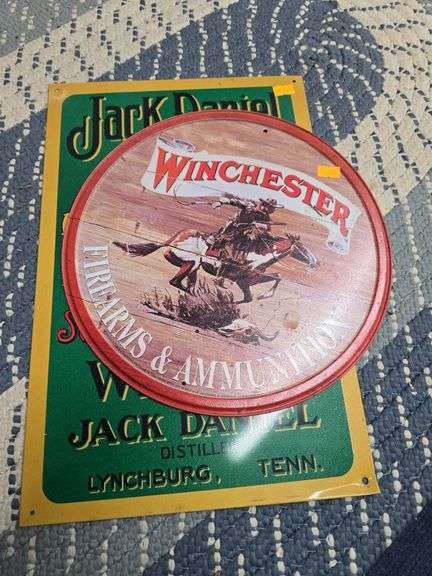 Jack Daniel
WINCHESTER
FIREARMS & AMMUNITION
JACK DANIEL
LYNCHBURG, TENN.